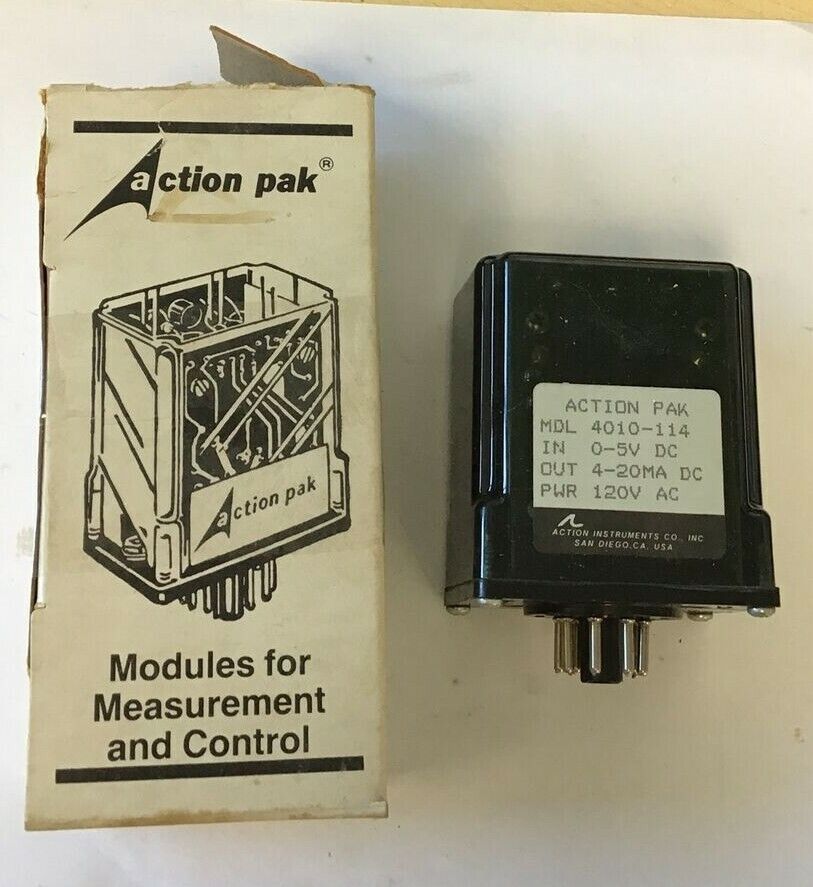 action pak®
action pak
Modules for
Measurement
and Control
ACTION PAK
MDL 4010-114
IN 0-5V DC
OUT 4-20MA DC
PWR 120V AC
ACTION INSTRUMENTS CO., INC
SAN DIEGO, CA, USA